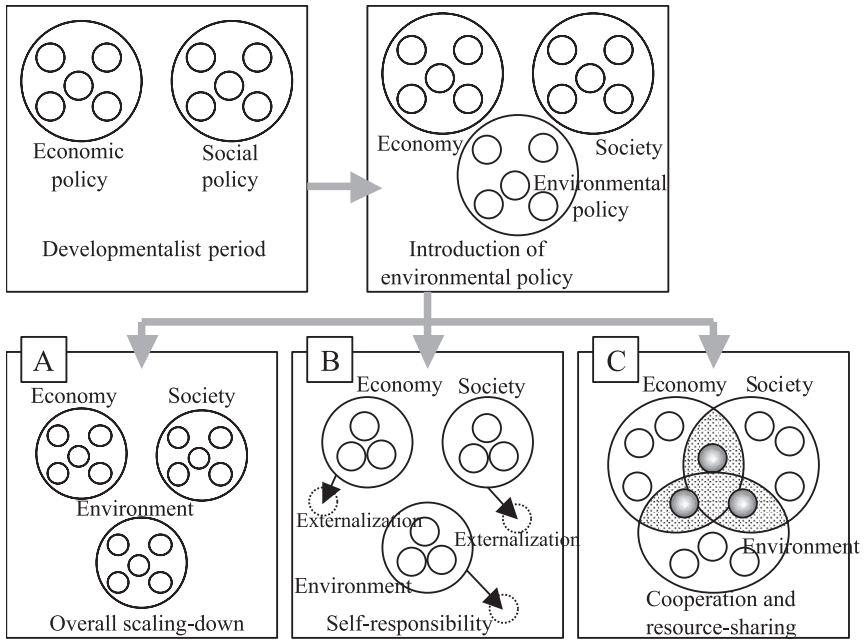 Economic
policy
Social
policy
Developmentalist period
Economy
Society
Environmental
policy
Introduction of
environmental policy
A
Economy
Society
Environment
Overall scaling-down
B
Economy
Society
Externalization
Externalization
Environment
Self-responsibility
C
Economy
Society
Environment
Cooperation and
resource-sharing